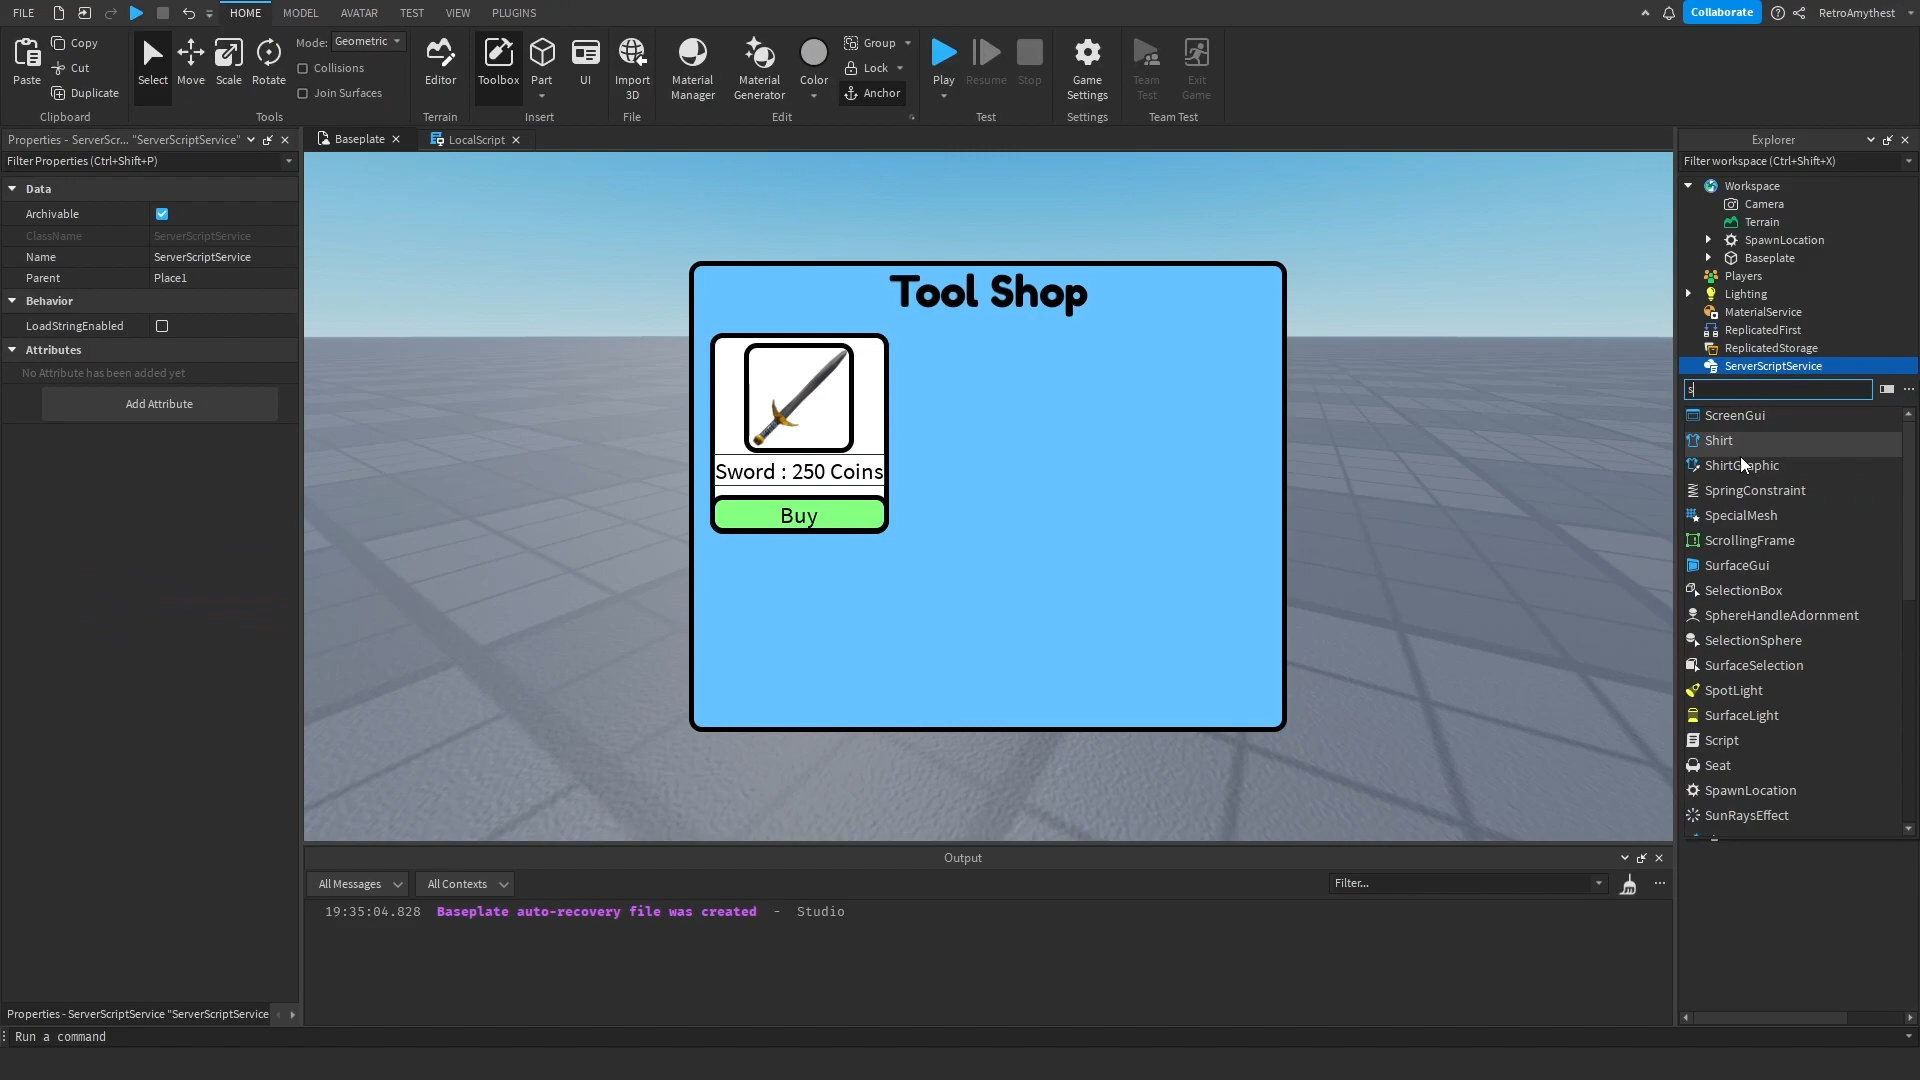 FILE
HOME
MODEL
AVATAR
TEST
VIEW
PLUGINS
Collaborate
RetroAmythest
Paste
Copy
Cut
Duplicate
Clipboard
Select
Move
Scale
Rotate
Mode: Geometric
Collisions
Join Surfaces
Tools
Editor
Terrain
Toolbox
Part
UI
Insert
Import
3D
File
Material
Manager
Material
Generator
Color
Group
Lock
Anchor
Edit
Play
Resume
Stop
Test
Game
Settings
Settings
Team
Test
Exit
Game
Team Test
Properties - ServerScr... "ServerScriptService"
Filter Properties (Ctrl+Shift+P)
Data
Archivable
ClassName ServerScriptService
Name ServerScriptService
Parent Place1
Behavior
LoadStringEnabled
Attributes
No Attribute has been added yet
Add Attribute
Properties - ServerScriptService "ServerScriptService
Baseplate
LocalScript
Tool Shop
Sword : 250 Coins
Buy
Output
All Messages
All Contexts
Filter...
19:35:04.828 Baseplate auto-recovery file was created - Studio
Explorer
Filter workspace (Ctrl+Shift+X)
Workspace
Camera
Terrain
SpawnLocation
Baseplate
Players
Lighting
MaterialService
ReplicatedFirst
ReplicatedStorage
ServerScriptService
s
ScreenGui
Shirt
ShirtGraphic
SpringConstraint
SpecialMesh
ScrollingFrame
SurfaceGui
SelectionBox
SphereHandleAdornment
SelectionSphere
SurfaceSelection
SpotLight
SurfaceLight
Script
Seat
SpawnLocation
SunRaysEffect
Run a command